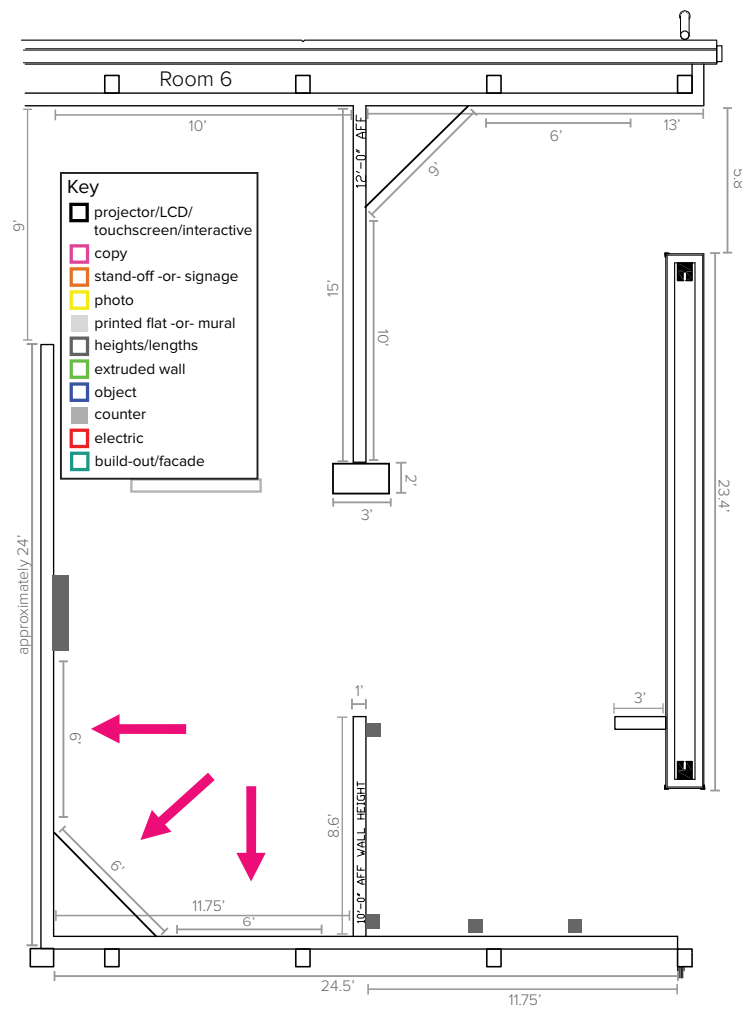 Room 6
10'
12'-0" AFF
9'
6'
13'
5.8
9'
Key
projector/LCD/
touchscreen/interactive
copy
stand-off -or- signage
photo
printed flat -or- mural
heights/lengths
extruded wall
object
counter
electric
build-out/facade
15'
10'
2'
3'
23.4'
approximately 24'
1'
3'
6'
8.6'
10'-0" AFF WALL HEIGHT
6'
11.75'
6'
24.5'
11.75'